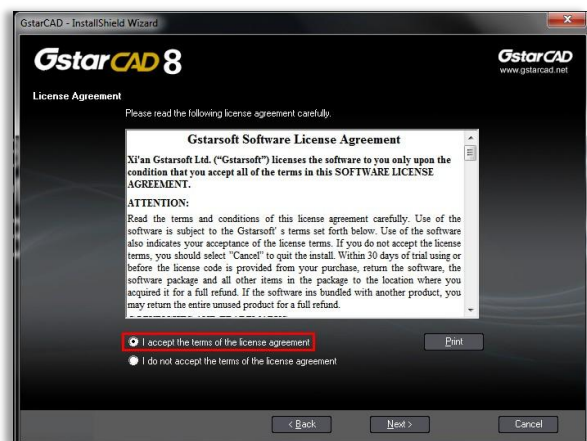 GstarCAD - InstallShield Wizard
GstarCAD 8
GstarCAD
www.gstarcad.net
License Agreement
Please read the following license agreement carefully.
Gstarsoft Software License Agreement
Xi'an Gstarsoft Ltd. (“Gstarsoft”) licenses the software to you only upon the
condition that you accept all of the terms in this SOFTWARE LICENSE
AGREEMENT.
ATTENTION:
Read the terms and conditions of this license agreement carefully. Use of the
software is subject to the Gstarsoft' s terms set forth below. Use of the software
also indicates your acceptance of the license terms. If you do not accept the license
terms, you should select "Cancel" to quit the install. Within 30 days of trial using or
before the license code is provided from your purchase, return the software, the
software package and all other items in the package to the location where you
acquired it for a full refund. If the software ins bundled with another product, you
may return the entire unused product for a full refund.
I accept the terms of the license agreement
Print
I do not accept the terms of the license agreement
< Back
Next >
Cancel